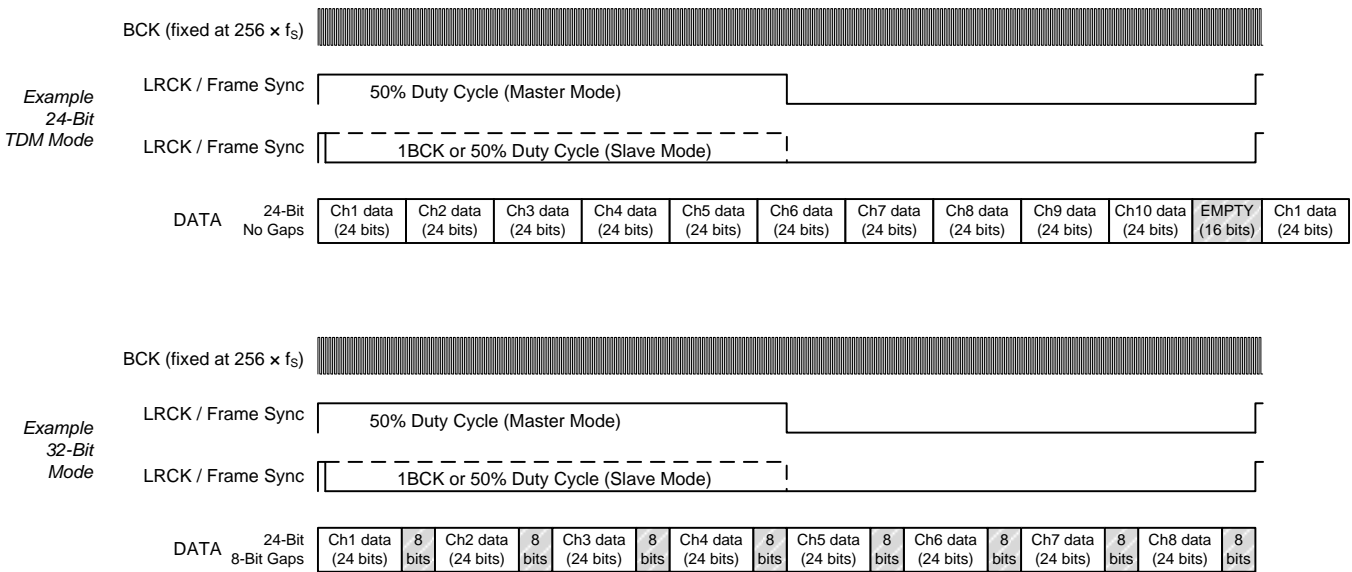 BCK (fixed at 256 × fS)
Example
24-Bit
TDM Mode
LRCK / Frame Sync
50% Duty Cycle (Master Mode)
LRCK / Frame Sync
1BCK or 50% Duty Cycle (Slave Mode)
DATA
24-Bit
No Gaps
Ch1 data
(24 bits)
Ch2 data
(24 bits)
Ch3 data
(24 bits)
Ch4 data
(24 bits)
Ch5 data
(24 bits)
Ch6 data
(24 bits)
Ch7 data
(24 bits)
Ch8 data
(24 bits)
Ch9 data
(24 bits)
Ch10 data
(24 bits)
EMPTY
(16 bits)
Ch1 data
(24 bits)
BCK (fixed at 256 × fS)
Example
32-Bit
Mode
LRCK / Frame Sync
50% Duty Cycle (Master Mode)
LRCK / Frame Sync
1BCK or 50% Duty Cycle (Slave Mode)
DATA
24-Bit
8-Bit Gaps
Ch1 data
(24 bits)
8
bits
Ch2 data
(24 bits)
8
bits
Ch3 data
(24 bits)
8
bits
Ch4 data
(24 bits)
8
bits
Ch5 data
(24 bits)
8
bits
Ch6 data
(24 bits)
8
bits
Ch7 data
(24 bits)
8
bits
Ch8 data
(24 bits)
8
bits